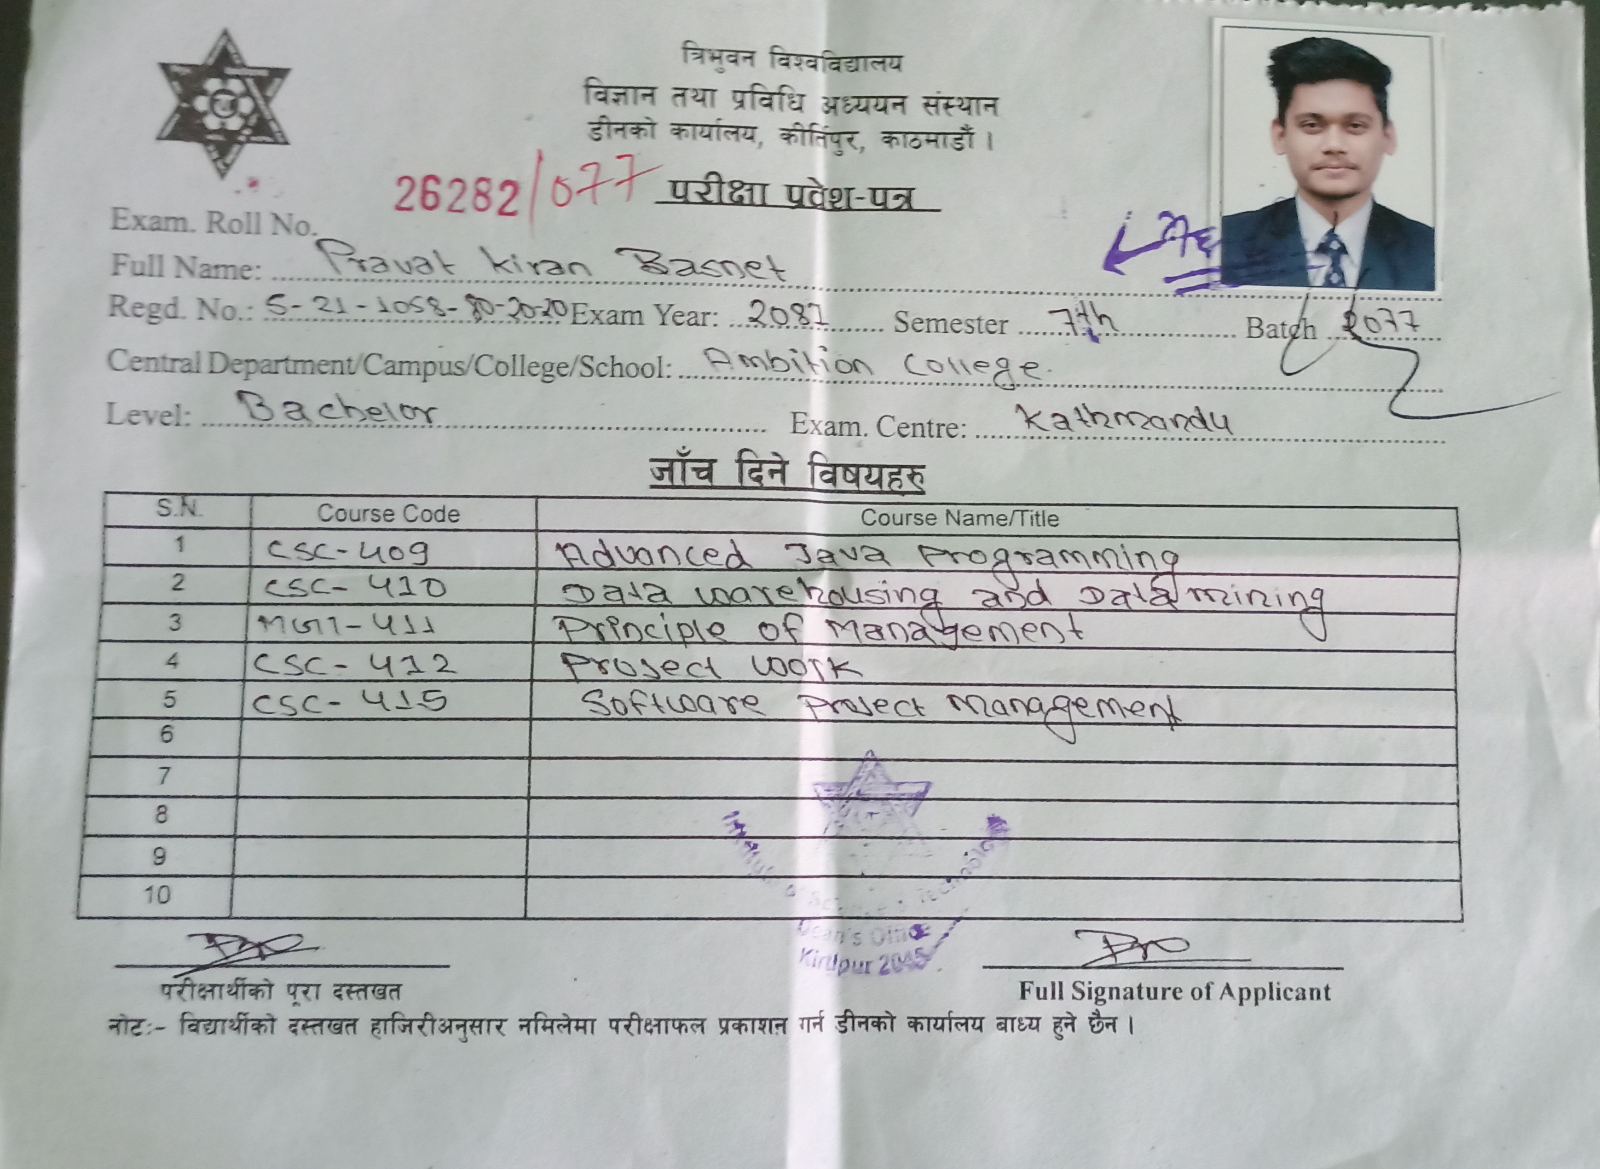 त्रिभुवन विश्वविद्यालय
विज्ञान तथा प्रविधि अध्ययन संस्थान
डीनको कार्यालय, कीर्तिपुर, काठमाडौँ ।
26282/077 परीक्षा प्रवेश-पत्र
Exam. Roll No.
Full Name: Pravat Kiran Basnet
Regd. No.: 5-21-1058-80-2020 Exam Year: 2081 Semester 7th Batch 2077
Central Department/Campus/College/School: Ambition College.
Level: Bachelor Exam. Centre: Kathmandu
जाँच दिने विषयहरु
S.N. Course Code Course Name/Title
1 CSC-409 Advanced Java Programming
2 CSC-410 Data warehousing and Data mining
3 MGT-411 Principle of Management
4 CSC-412 Project work
5 CSC-415 Software Project Management
6
7
8
9
10
Institute of Science & Technology
Dean's Office
Kirtipur 2045
परीक्षार्थीको पूरा दस्तखत Full Signature of Applicant
नोटः- विद्यार्थीको दस्तखत हाजिरीअनुसार नमिलेमा परीक्षाफल प्रकाशन गर्न डीनको कार्यालय बाध्य हुने छैन ।